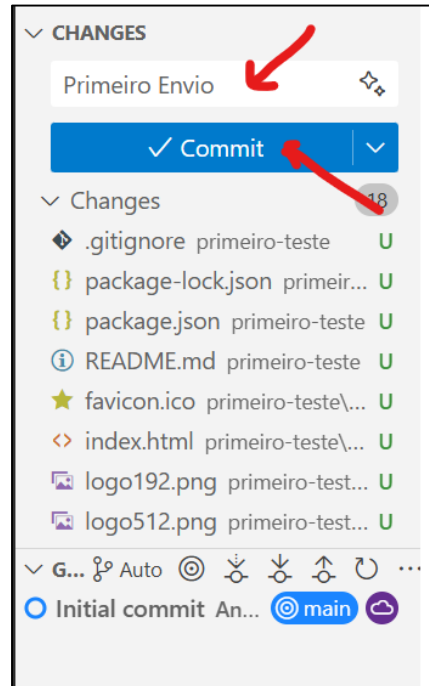 CHANGES
Primeiro Envio
Commit
Changes 18
.gitignore primeiro-teste U
package-lock.json primeir... U
package.json primeiro-teste U
README.md primeiro-teste U
favicon.ico primeiro-teste\... U
index.html primeiro-teste\... U
logo192.png primeiro-test... U
logo512.png primeiro-test... U
G... Auto ...
Initial commit An... main